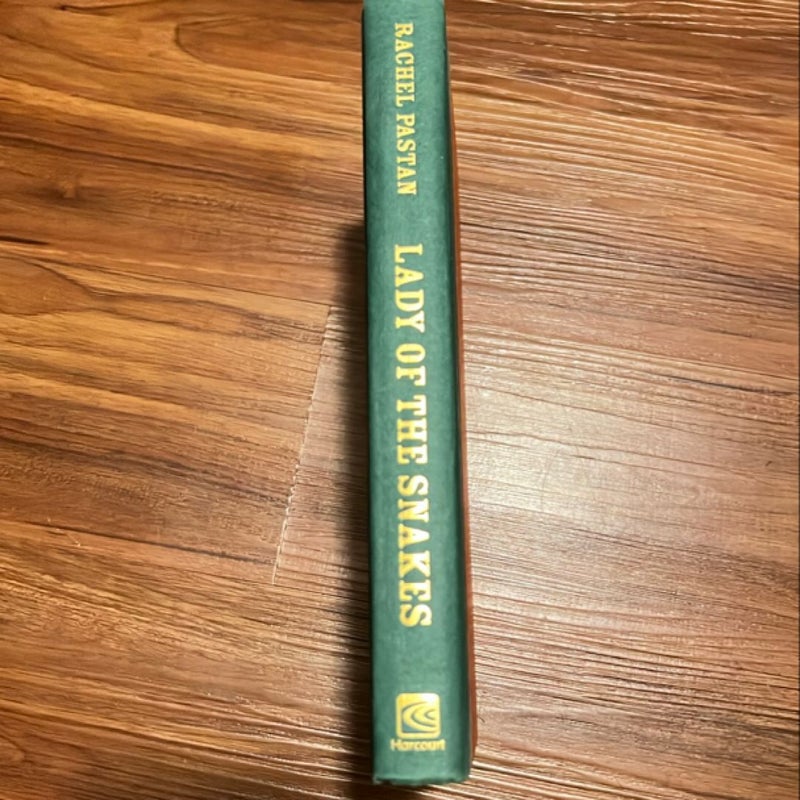 RACHEL PASTAN
LADY OF THE SNAKES
Harcourt